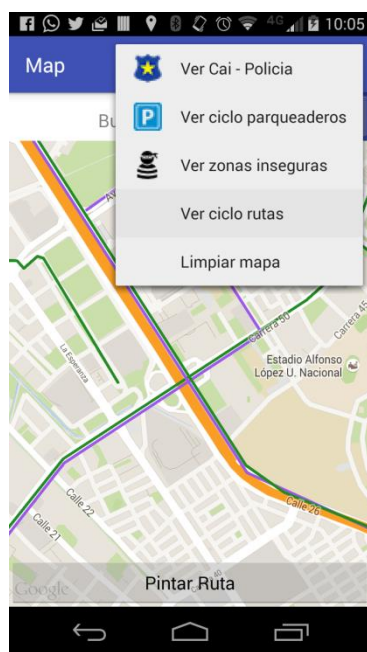 4G 10:05
Map
Ver Cai - Policia
Bu
P
Ver ciclo parqueaderos
Ver zonas inseguras
Ver ciclo rutas
Limpiar mapa
Carrera 50
Carrera 45
Estadio Alfonso
López U. Nacional
La Esperanza
Calle 22
Calle 21
Calle 26
Google
Pintar Ruta